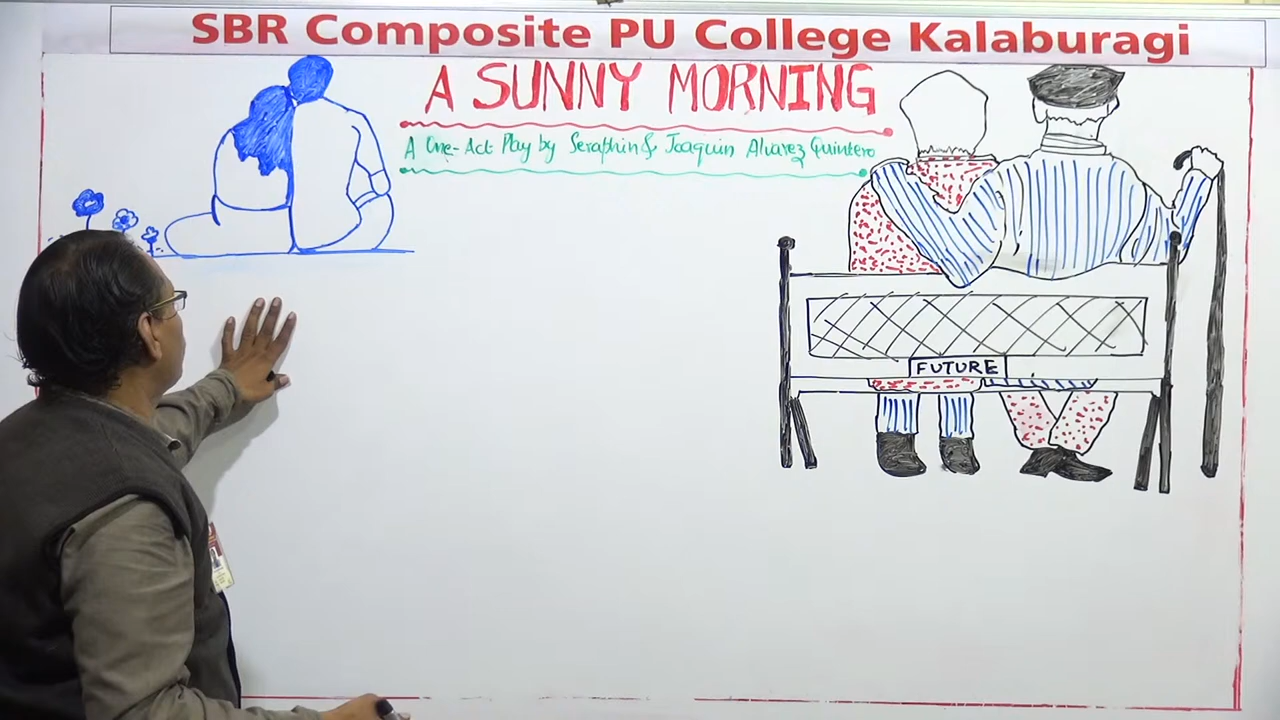 SBR Composite PU College Kalaburagi
A SUNNY MORNING
A One-Act Play by Seraphin & Joaquin Alvarez Quintero
FUTURE